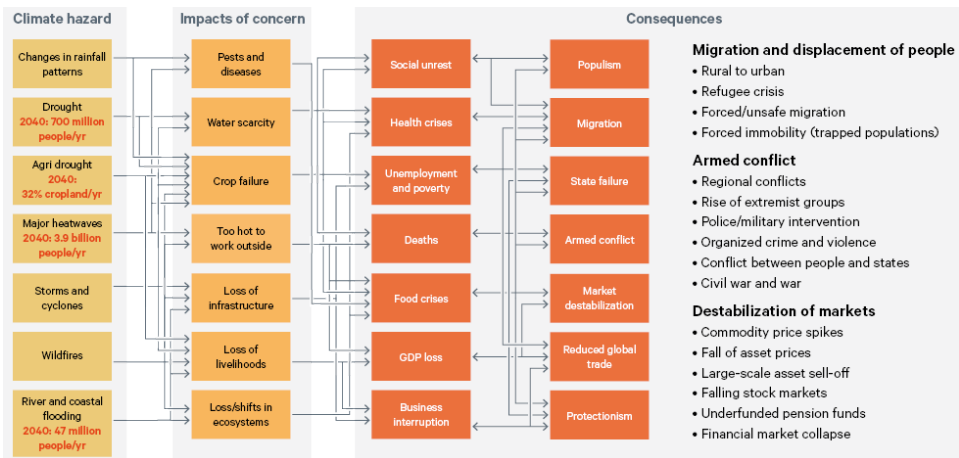 Climate hazard
Impacts of concern
Consequences
Changes in rainfall
patterns
Drought
2040: 700 million
people/yr
Agri drought
2040:
32% cropland/yr
Major heatwaves
2040: 3.9 billion
people/yr
Storms and
cyclones
Wildfires
River and coastal
flooding
2040: 47 million
people/yr
Pests and
diseases
Water scarcity
Crop failure
Too hot to
work outside
Loss of
infrastructure
Loss of
livelihoods
Loss/shifts in
ecosystems
Social unrest
Health crises
Unemployment
and poverty
Deaths
Food crises
GDP loss
Business
interruption
Populism
Migration
State failure
Armed conflict
Market
destabilization
Reduced global
trade
Protectionism
Migration and displacement of people
• Rural to urban
• Refugee crisis
• Forced/unsafe migration
• Forced immobility (trapped populations)
Armed conflict
• Regional conflicts
• Rise of extremist groups
• Police/military intervention
• Organized crime and violence
• Conflict between people and states
• Civil war and war
Destabilization of markets
• Commodity price spikes
• Fall of asset prices
• Large-scale asset sell-off
• Falling stock markets
• Underfunded pension funds
• Financial market collapse